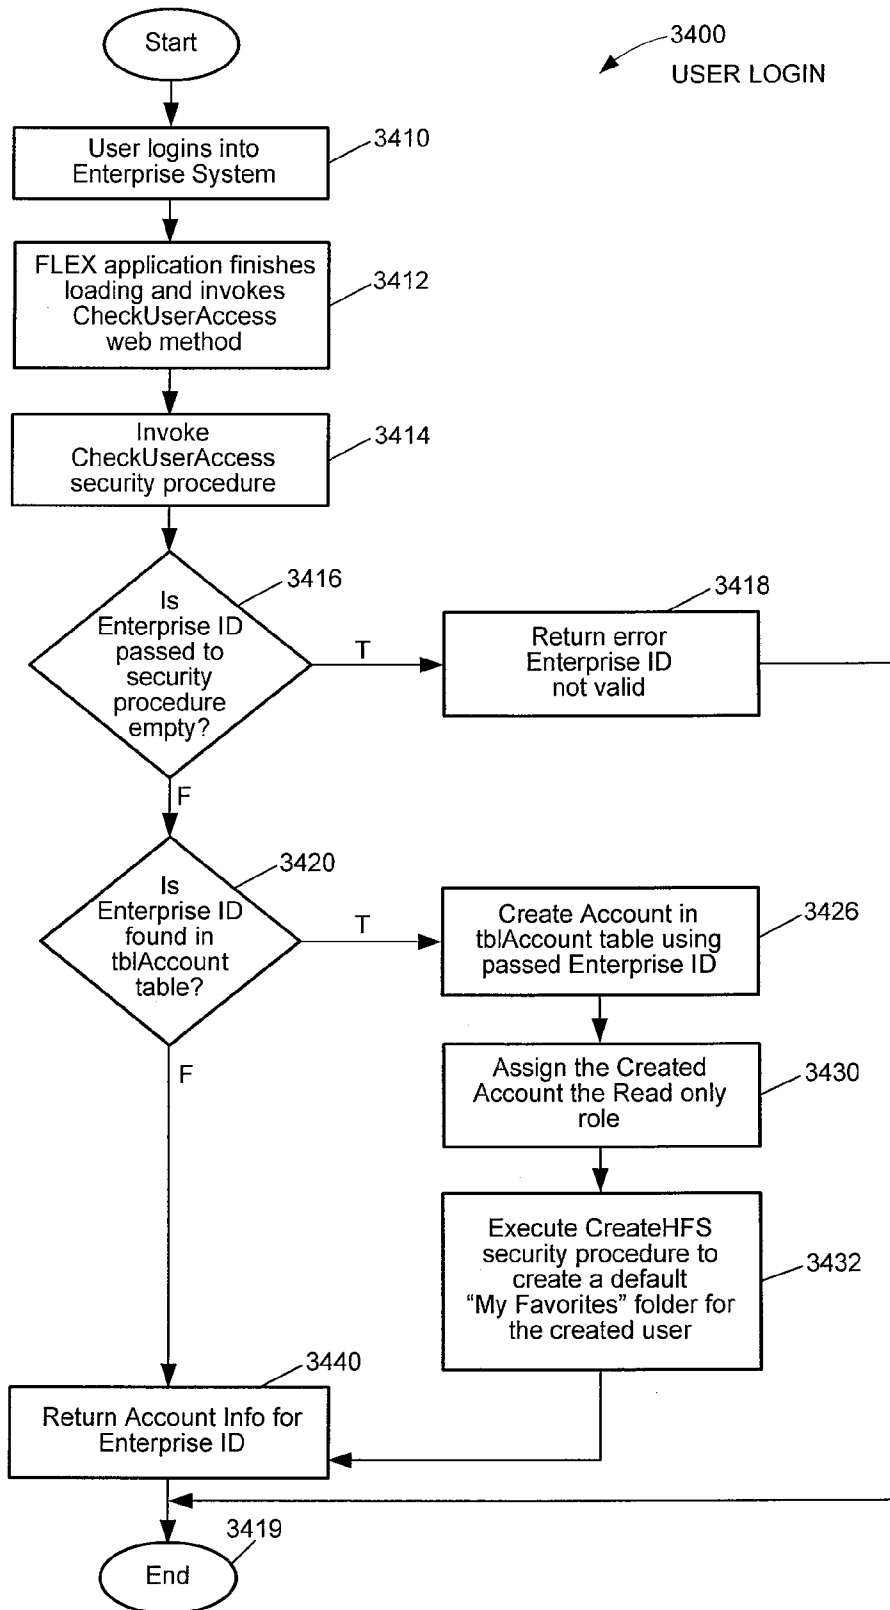 Start
3400
USER LOGIN
User logins into
Enterprise System
3410
FLEX application finishes
loading and invokes
CheckUserAccess
web method
3412
Invoke
CheckUserAccess
security procedure
3414
Is
Enterprise ID
passed to
security
procedure
empty?
3416
T
Return error
Enterprise ID
not valid
3418
F
Is
Enterprise ID
found in
tblAccount
table?
3420
T
Create Account in
tblAccount table using
passed Enterprise ID
3426
F
Assign the Created
Account the Read only
role
3430
Execute CreateHFS
security procedure to
create a default
“My Favorites” folder for
the created user
3432
Return Account Info for
Enterprise ID
3440
End
3419